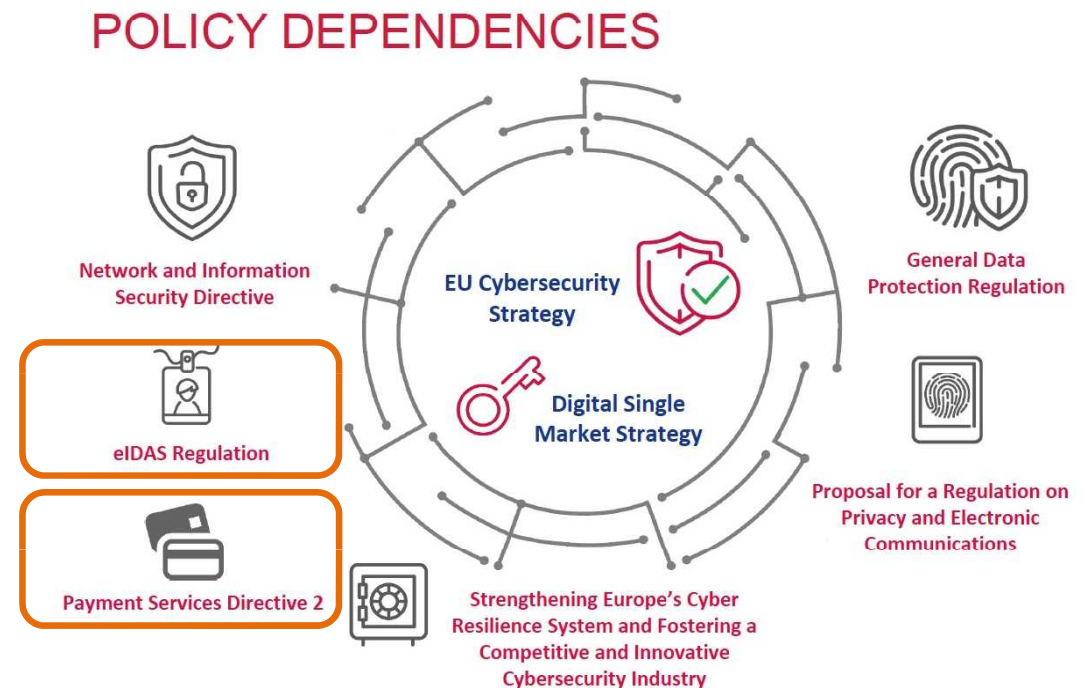 POLICY DEPENDENCIES
Network and Information
Security Directive
eIDAS Regulation
Payment Services Directive 2
EU Cybersecurity
Strategy
Digital Single
Market Strategy
Strengthening Europe's Cyber
Resilience System and Fostering a
Competitive and Innovative
Cybersecurity Industry
General Data
Protection Regulation
Proposal for a Regulation on
Privacy and Electronic
Communications